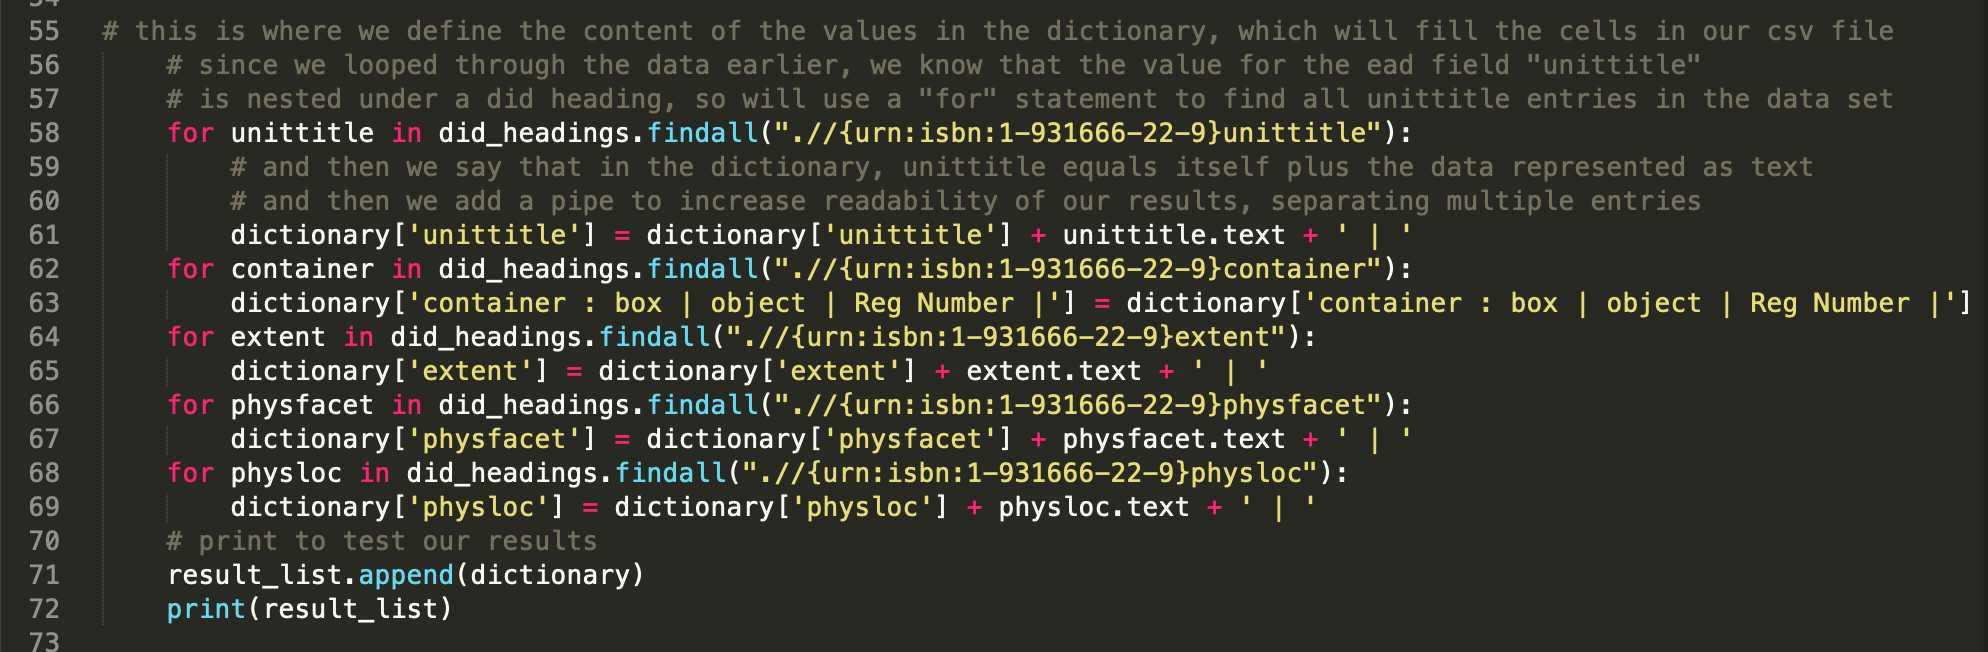 55 # this is where we define the content of the values in the dictionary, which will fill the cells in our csv file
56 # since we looped through the data earlier, we know that the value for the ead field "unittitle"
57 # is nested under a did heading, so will use a "for" statement to find all unittitle entries in the data set
58 for unittitle in did_headings.findall(".//{urn:isbn:1-931666-22-9}unittitle"):
59 # and then we say that in the dictionary, unittitle equals itself plus the data represented as text
60 # and then we add a pipe to increase readability of our results, separating multiple entries
61 dictionary['unittitle'] = dictionary['unittitle'] + unittitle.text + ' | '
62 for container in did_headings.findall(".//{urn:isbn:1-931666-22-9}container"):
63 dictionary['container : box | object | Reg Number |'] = dictionary['container : box | object | Reg Number |']
64 for extent in did_headings.findall(".//{urn:isbn:1-931666-22-9}extent"):
65 dictionary['extent'] = dictionary['extent'] + extent.text + ' | '
66 for physfacet in did_headings.findall(".//{urn:isbn:1-931666-22-9}physfacet"):
67 dictionary['physfacet'] = dictionary['physfacet'] + physfacet.text + ' | '
68 for physloc in did_headings.findall(".//{urn:isbn:1-931666-22-9}physloc"):
69 dictionary['physloc'] = dictionary['physloc'] + physloc.text + ' | '
70 # print to test our results
71 result_list.append(dictionary)
72 print(result_list)
73